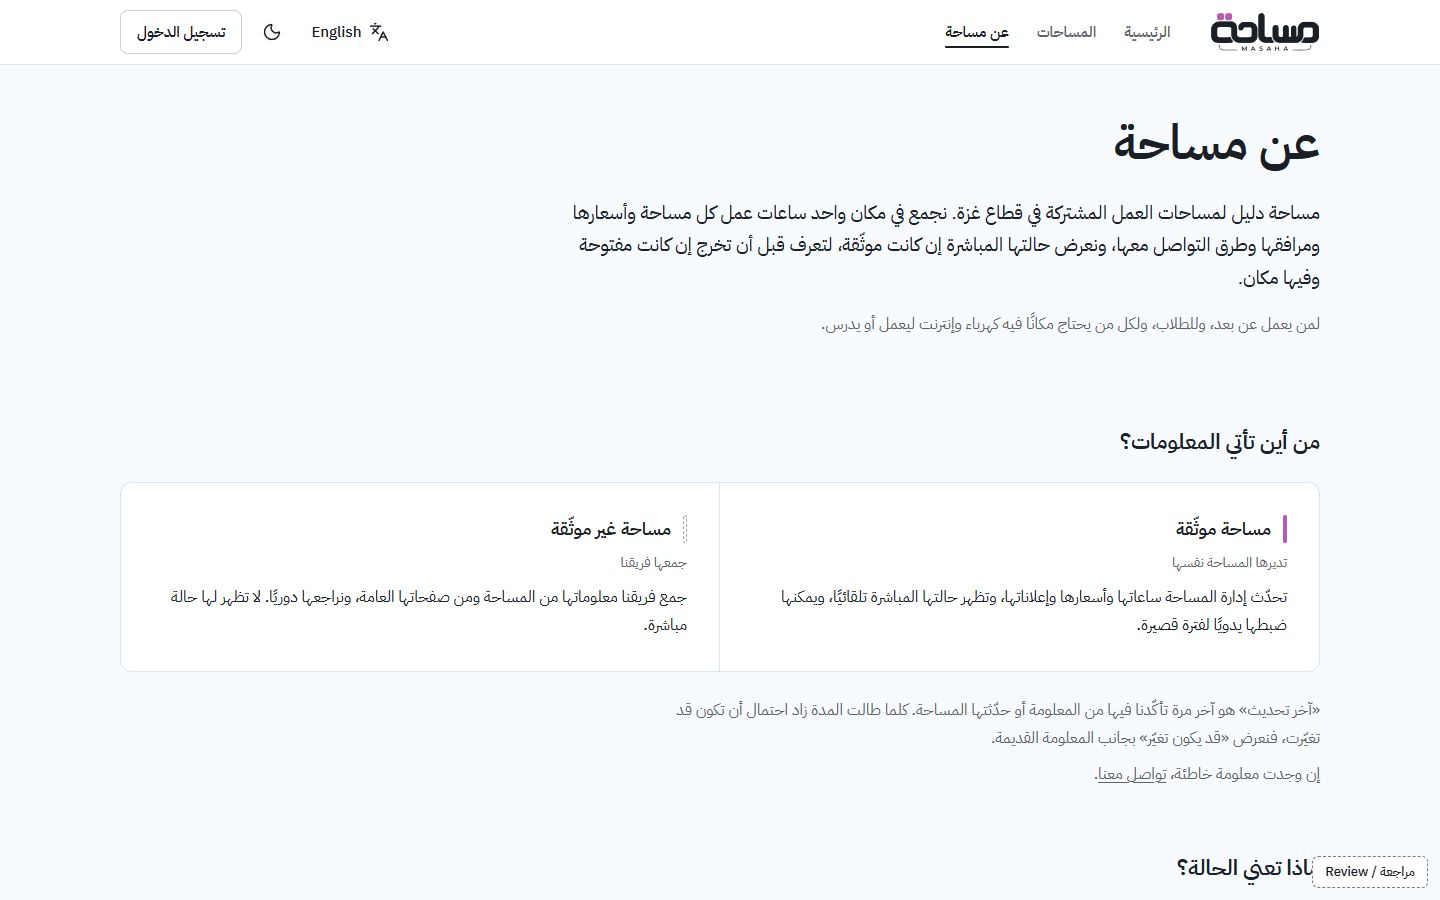 مساحة
MASAHA
الرئيسية
المساحات
عن مساحة
English
تسجيل الدخول
عن مساحة
مساحة دليل لمساحات العمل المشتركة في قطاع غزة. نجمع في مكان واحد ساعات عمل كل مساحة وأسعارها
ومرافقها وطرق التواصل معها، ونعرض حالتها المباشرة إن كانت موثّقة، لتعرف قبل أن تخرج إن كانت مفتوحة
وفيها مكان.
لمن يعمل عن بعد، وللطلاب، ولكل من يحتاج مكانًا فيه كهرباء وإنترنت ليعمل أو يدرس.
من أين تأتي المعلومات؟
مساحة موثّقة
تديرها المساحة نفسها
تحدّث إدارة المساحة ساعاتها وأسعارها وإعلاناتها، وتظهر حالتها المباشرة تلقائيًا، ويمكنها
ضبطها يدويًا لفترة قصيرة.
مساحة غير موثّقة
جمعها فريقنا
جمع فريقنا معلوماتها من المساحة ومن صفحاتها العامة، ونراجعها دوريًا. لا تظهر لها حالة
مباشرة.
«آخر تحديث» هو آخر مرة تأكّدنا فيها من المعلومة أو حدّثتها المساحة. كلما طالت المدة زاد احتمال أن تكون قد
تغيّرت، فنعرض «قد يكون تغيّر» بجانب المعلومة القديمة.
إن وجدت معلومة خاطئة، تواصل معنا.
تعني الحالة؟
مراجعة / Review